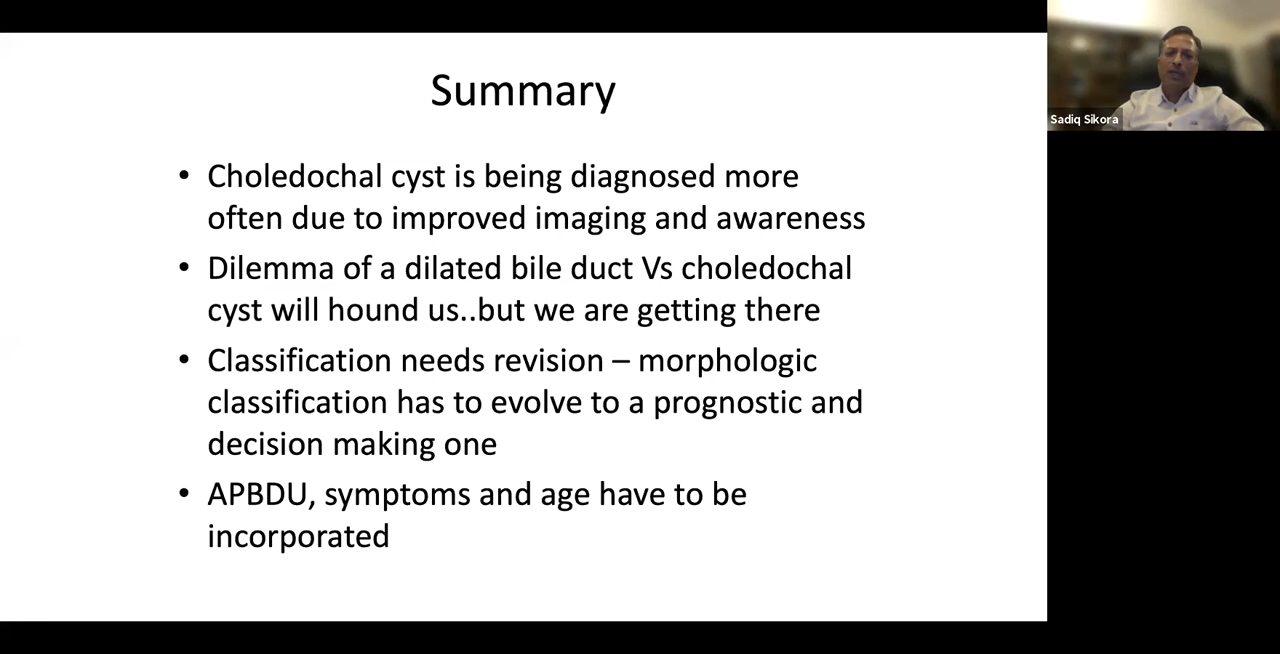 Summary
• Choledochal cyst is being diagnosed more
often due to improved imaging and awareness
• Dilemma of a dilated bile duct Vs choledochal
cyst will hound us..but we are getting there
• Classification needs revision – morphologic
classification has to evolve to a prognostic and
decision making one
• APBDU, symptoms and age have to be
incorporated
Sadiq Sikora